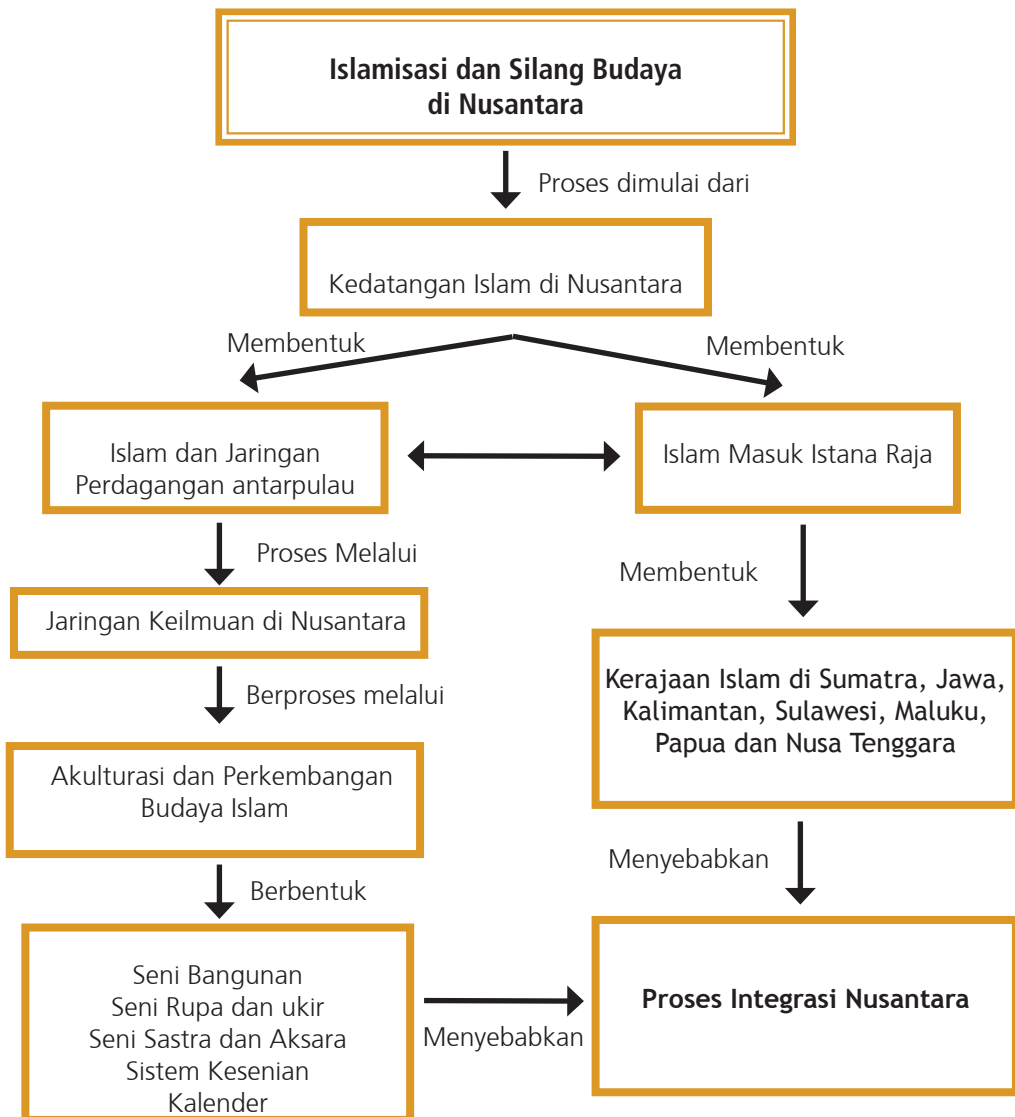 Islamisasi dan Silang Budaya
di Nusantara
Proses dimulai dari
Kedatangan Islam di Nusantara
Membentuk
Membentuk
Islam dan Jaringan
Perdagangan antarpulau
Islam Masuk Istana Raja
Proses Melalui
Membentuk
Jaringan Keilmuan di Nusantara
Berproses melalui
Kerajaan Islam di Sumatra, Jawa,
Kalimantan, Sulawesi, Maluku,
Papua dan Nusa Tenggara
Akulturasi dan Perkembangan
Budaya Islam
Menyebabkan
Berbentuk
Seni Bangunan
Seni Rupa dan ukir
Seni Sastra dan Aksara
Sistem Kesenian
Kalender
Menyebabkan
Proses Integrasi Nusantara